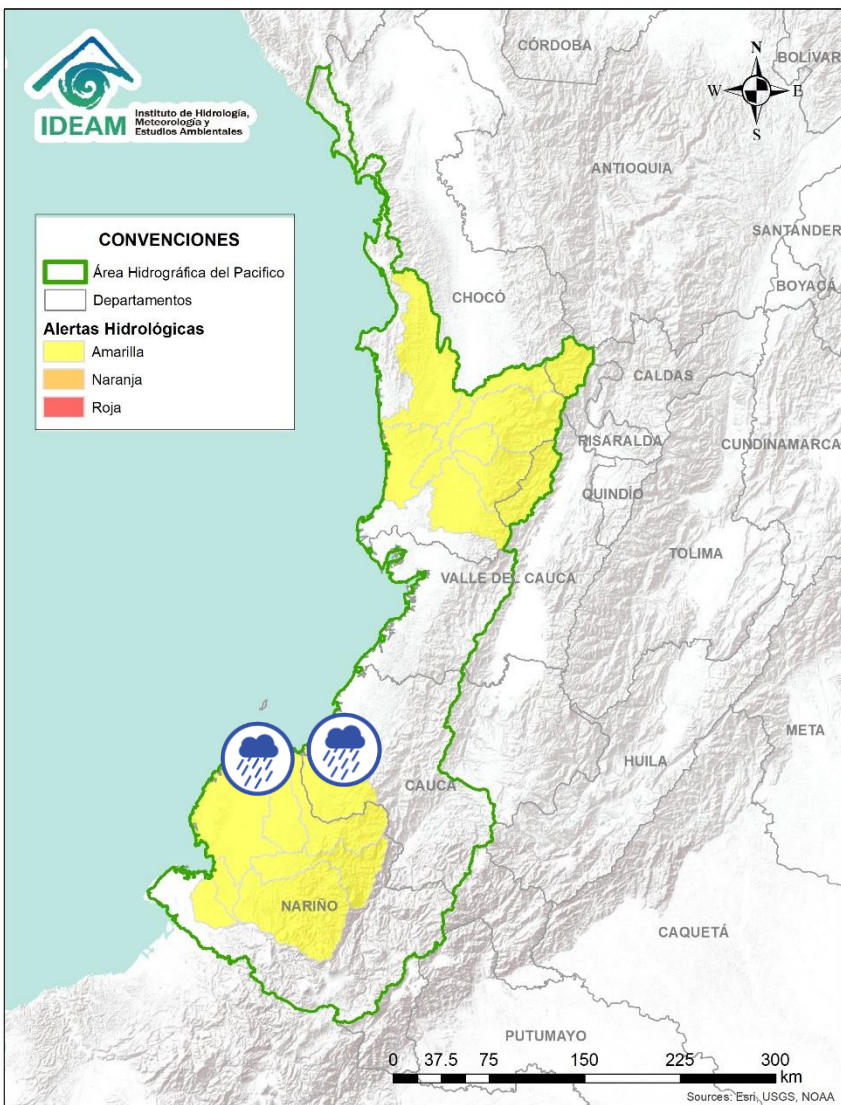 IDEAM
Instituto de Hidrología,
Meteorología y
Estudios Ambientales
CONVENCIONES
Área Hidrográfica del Pacifico
Departamentos
Alertas Hidrológicas
Amarilla
Naranja
Roja
N
W
E
S
CÓRDOBA
BOLÍVAR
ANTIOQUIA
SANTANDER
BOYACÁ
CHOCÓ
CALDAS
RISARALDA
CUNDINAMARCA
QUINDÍO
TOLIMA
VALLE DEL CAUCA
META
HUILA
CAUCA
NARIÑO
CAQUETÁ
PUTUMAYO
0 37.5 75 150 225 300
km
Sources: Esri, USGS, NOAA